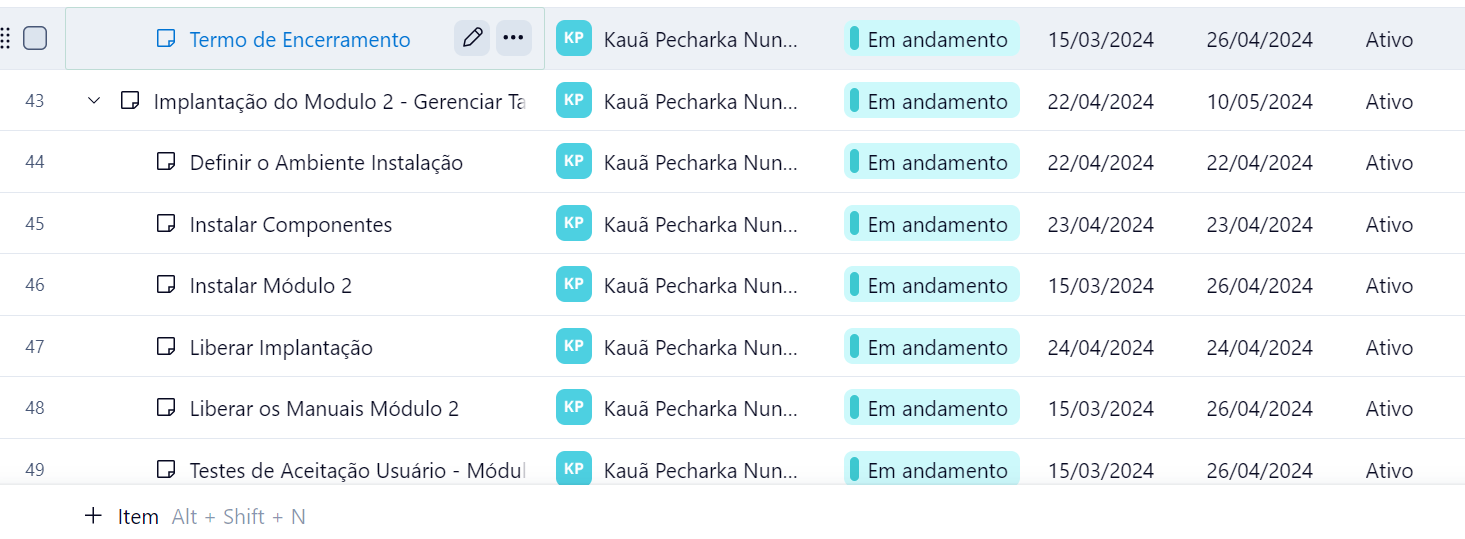 Termo de Encerramento KP Kauã Pecharka Nun... Em andamento 15/03/2024 26/04/2024 Ativo
43 Implantação do Modulo 2 - Gerenciar Ta KP Kauã Pecharka Nun... Em andamento 22/04/2024 10/05/2024 Ativo
44 Definir o Ambiente Instalação KP Kauã Pecharka Nun... Em andamento 22/04/2024 22/04/2024 Ativo
45 Instalar Componentes KP Kauã Pecharka Nun... Em andamento 23/04/2024 23/04/2024 Ativo
46 Instalar Módulo 2 KP Kauã Pecharka Nun... Em andamento 15/03/2024 26/04/2024 Ativo
47 Liberar Implantação KP Kauã Pecharka Nun... Em andamento 24/04/2024 24/04/2024 Ativo
48 Liberar os Manuais Módulo 2 KP Kauã Pecharka Nun... Em andamento 15/03/2024 26/04/2024 Ativo
49 Testes de Aceitação Usuário - Módul KP Kauã Pecharka Nun... Em andamento 15/03/2024 26/04/2024 Ativo
+ Item Alt + Shift + N